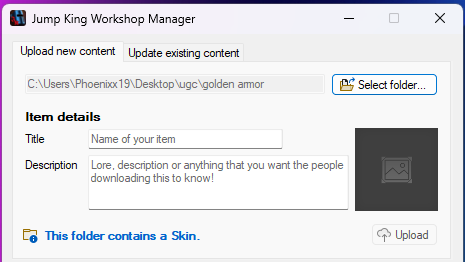 Jump King Workshop Manager
Upload new content
Update existing content
C:\Users\Phoenixx19\Desktop\ugc\golden armor
Select folder...
Item details
Title
Name of your item
Description
Lore, description or anything that you want the people
downloading this to know!
This folder contains a Skin.
Upload